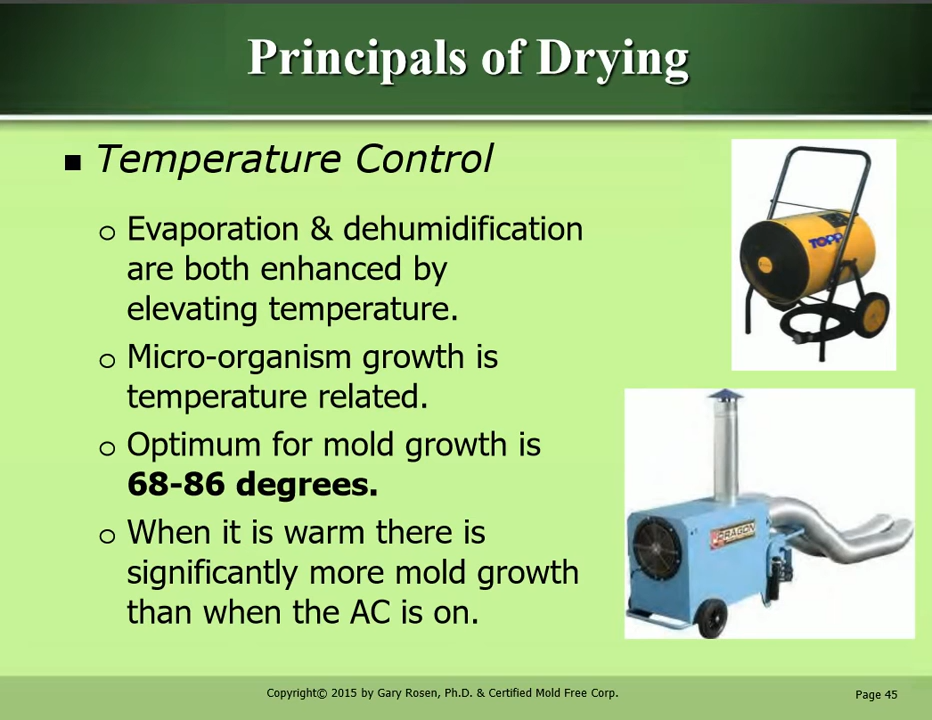 Principals of Drying
Temperature Control
Evaporation & dehumidification
are both enhanced by
elevating temperature.
Micro-organism growth is
temperature related.
Optimum for mold growth is
68-86 degrees.
When it is warm there is
significantly more mold growth
than when the AC is on.
TOPP
DRAGON
Copyright© 2015 by Gary Rosen, Ph.D. & Certified Mold Free Corp.
Page 45